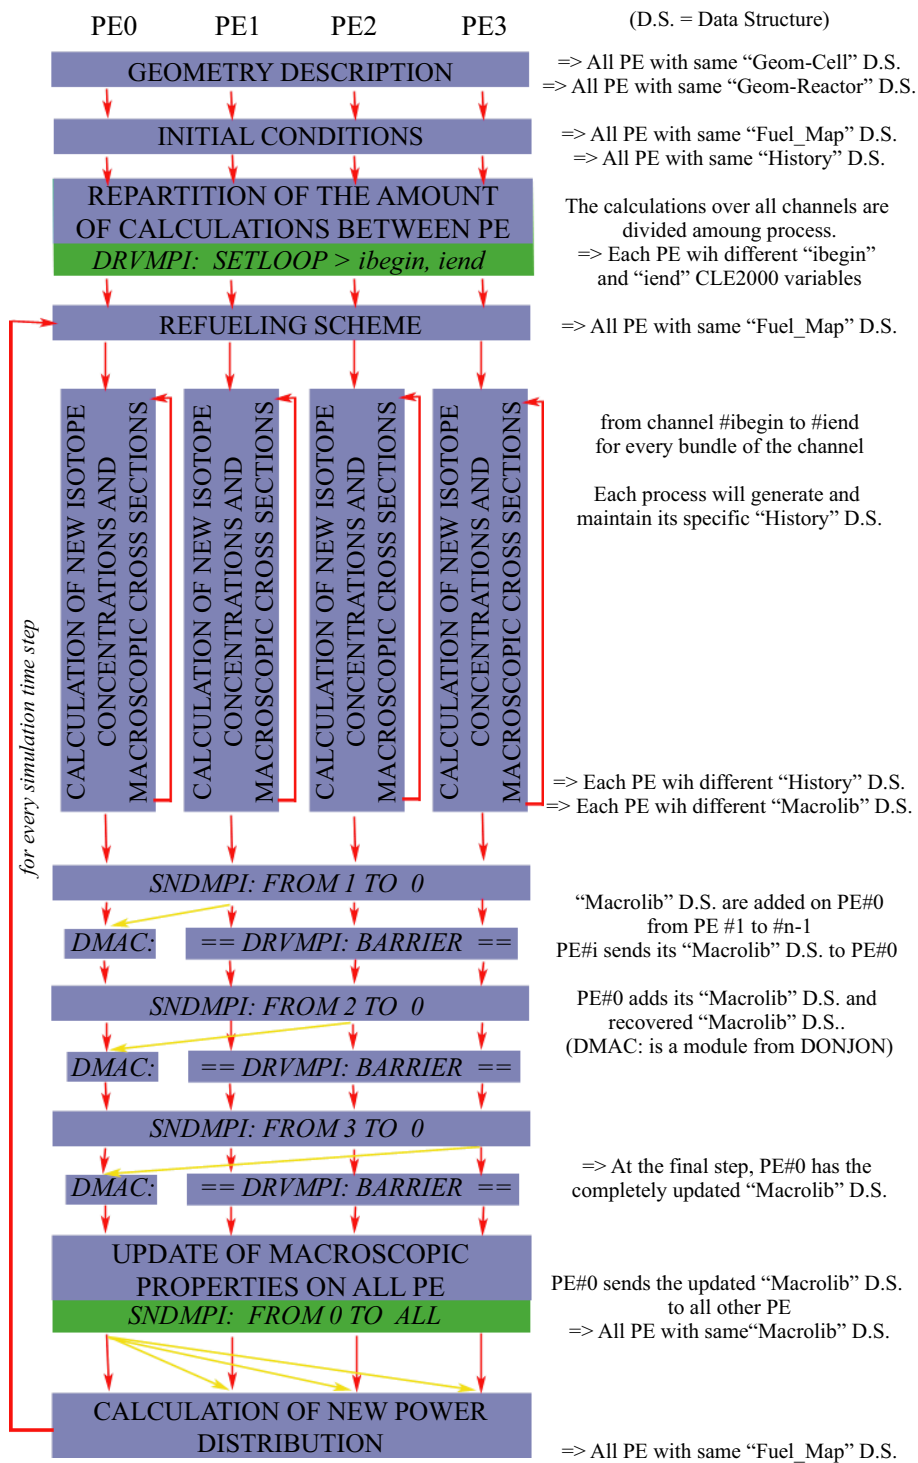 PE0 PE1 PE2 PE3
(D.S. = Data Structure)
GEOMETRY DESCRIPTION
=> All PE with same “Geom-Cell” D.S.
=> All PE with same “Geom-Reactor” D.S.
INITIAL CONDITIONS
=> All PE with same “Fuel_Map” D.S.
=> All PE with same “History” D.S.
REPARTITION OF THE AMOUNT
OF CALCULATIONS BETWEEN PE
DRVMPI: SETLOOP > ibegin, iend
The calculations over all channels are
divided amoung process.
=> Each PE wih different “ibegin”
and “iend” CLE2000 variables
REFUELING SCHEME
=> All PE with same “Fuel_Map” D.S.
CALCULATION OF NEW ISOTOPE
CONCENTRATIONS AND
MACROSCOPIC CROSS SECTIONS
CALCULATION OF NEW ISOTOPE
CONCENTRATIONS AND
MACROSCOPIC CROSS SECTIONS
CALCULATION OF NEW ISOTOPE
CONCENTRATIONS AND
MACROSCOPIC CROSS SECTIONS
CALCULATION OF NEW ISOTOPE
CONCENTRATIONS AND
MACROSCOPIC CROSS SECTIONS
from channel #ibegin to #iend
for every bundle of the channel
Each process will generate and
maintain its specific “History” D.S.
=> Each PE wih different “History” D.S.
=> Each PE wih different “Macrolib” D.S.
for every simulation time step
SNDMPI: FROM 1 TO 0
DMAC:
== DRVMPI: BARRIER ==
“Macrolib” D.S. are added on PE#0
from PE #1 to #n-1
PE#i sends its “Macrolib” D.S. to PE#0
SNDMPI: FROM 2 TO 0
DMAC:
== DRVMPI: BARRIER ==
PE#0 adds its “Macrolib” D.S. and
recovered “Macrolib” D.S..
(DMAC: is a module from DONJON)
SNDMPI: FROM 3 TO 0
DMAC:
== DRVMPI: BARRIER ==
=> At the final step, PE#0 has the
completely updated “Macrolib” D.S.
UPDATE OF MACROSCOPIC
PROPERTIES ON ALL PE
SNDMPI: FROM 0 TO ALL
PE#0 sends the updated “Macrolib” D.S.
to all other PE
=> All PE with same“Macrolib” D.S.
CALCULATION OF NEW POWER
DISTRIBUTION
=> All PE with same “Fuel_Map” D.S.